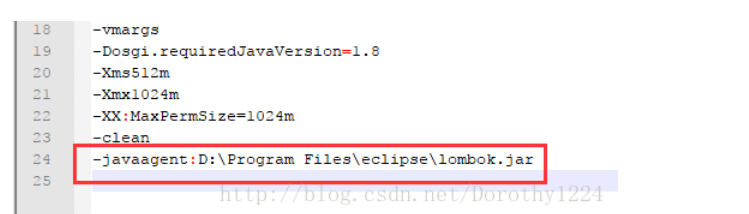 18 -vmargs
19 -Dosgi.requiredJavaVersion=1.8
20 -Xms512m
21 -Xmx1024m
22 -XX:MaxPermSize=1024m
23 -clean
24 -javaagent:D:\Program Files\eclipse\lombok.jar
25
http://blog.csdn.net/Dorothy1224